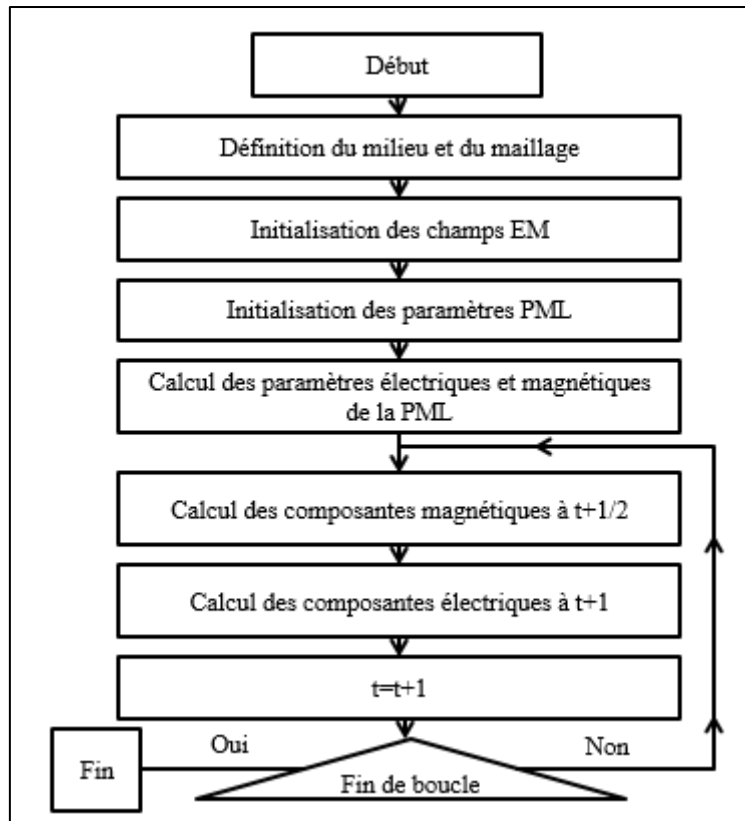 Début
Définition du milieu et du maillage
Initialisation des champs EM
Initialisation des paramètres PML
Calcul des paramètres électriques et magnétiques
de la PML
Calcul des composantes magnétiques à t+1/2
Calcul des composantes électriques à t+1
t=t+1
Oui
Non
Fin
Fin de boucle